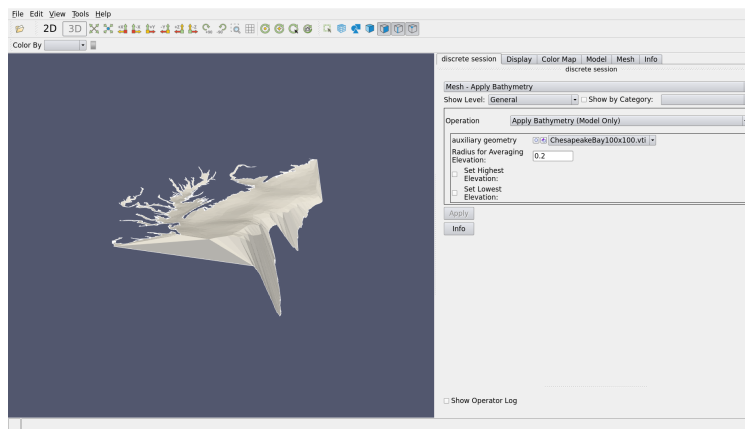 File Edit View Tools Help
2D 3D
Color By
discrete session Display Color Map Model Mesh Info
discrete session
Mesh - Apply Bathymetry
Show Level: General Show by Category:
Operation Apply Bathymetry (Model Only)
auxiliary geometry ChesapeakeBay100x100.vti
Radius for Averaging
Elevation: 0.2
Set Highest
Elevation:
Set Lowest
Elevation:
Apply
Info
Show Operator Log